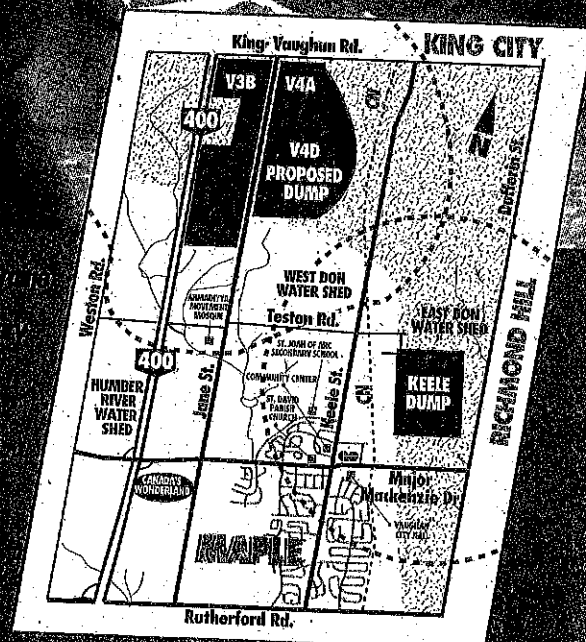 King-Vaughan Rd.
KING CITY
V3B
V4A
CN
400
N
V4D
PROPOSED
DUMP
Dufferin St.
Weston Rd.
WEST DON
WATER SHED
AHMADIYYA
MOVEMENT
MOSQUE
Teston Rd.
EAST DON
WATER SHED
RICHMOND HILL
400
Jane St.
ST. JOAN OF ARC
SECONDARY SCHOOL
COMMUNITY CENTER
Keele St.
CN
KEELE
DUMP
HUMBER
RIVER
WATER
SHED
ST. DAVID
PARISH
CHURCH
Major
Mackenzie Dr.
CANADA'S
WONDERLAND
VAUGHAN
CITY HALL
MAPLE
Rutherford Rd.